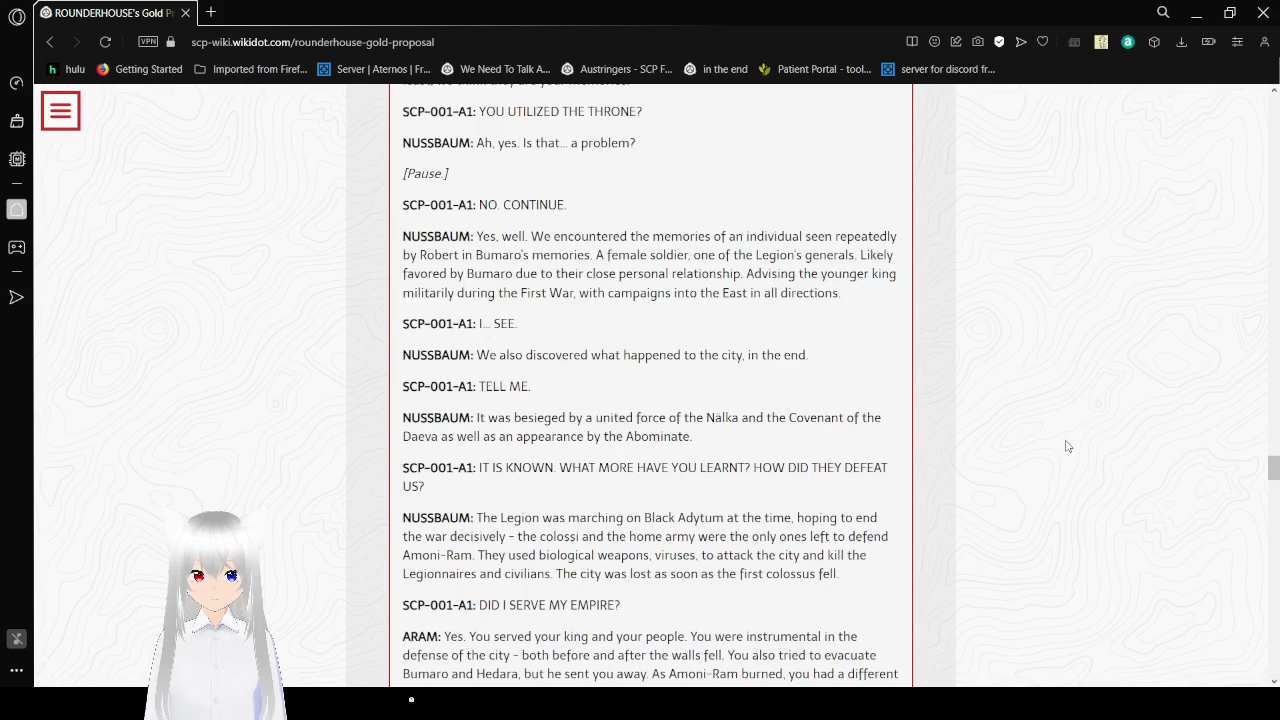 ROUNDERHOUSE's Gold P
scp-wiki.wikidot.com/rounderhouse-gold-proposal
VPN
hulu
Getting Started
Imported from Firef...
Server | Aternos | Fr...
We Need To Talk A...
Austringers - SCP F...
in the end
Patient Portal - tool...
server for discord fr...
SCP-001-A1: YOU UTILIZED THE THRONE?
NUSSBAUM: Ah, yes. Is that... a problem?
[Pause.]
SCP-001-A1: NO. CONTINUE.
NUSSBAUM: Yes, well. We encountered the memories of an individual seen repeatedly
by Robert in Bumaro's memories. A female soldier, one of the Legion's generals. Likely
favored by Bumaro due to their close personal relationship. Advising the younger king
militarily during the First War, with campaigns into the East in all directions.
SCP-001-A1: I... SEE.
NUSSBAUM: We also discovered what happened to the city, in the end.
SCP-001-A1: TELL ME.
NUSSBAUM: It was besieged by a united force of the Nälka and the Covenant of the
Daeva as well as an appearance by the Abominate.
SCP-001-A1: IT IS KNOWN. WHAT MORE HAVE YOU LEARNT? HOW DID THEY DEFEAT
US?
NUSSBAUM: The Legion was marching on Black Adytum at the time, hoping to end
the war decisively – the colossi and the home army were the only ones left to defend
Amoni-Ram. They used biological weapons, viruses, to attack the city and kill the
Legionnaires and civilians. The city was lost as soon as the first colossus fell.
SCP-001-A1: DID I SERVE MY EMPIRE?
ARAM: Yes. You served your king and your people. You were instrumental in the
defense of the city – both before and after the walls fell. You also tried to evacuate
Bumaro and Hedara, but he sent you away. As Amoni-Ram burned, you had a different